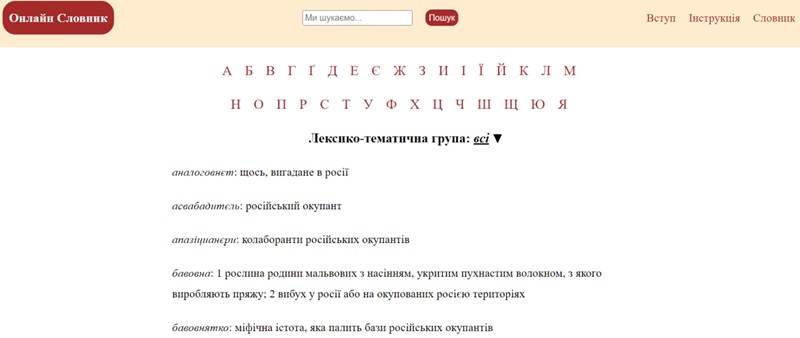 Онлайн Словник
Ми шукаємо...
Пошук
Вступ Інструкція Словник
А Б В Г Ґ Д Е Є Ж З И І Ї Й К Л М
Н О П Р С Т У Ф Х Ц Ч Ш Щ Ю Я
Лексико-тематична група: всі ▼
аналоговнєт: щось, вигадане в росії
асвабадитєль: російський окупант
апазіцианєри: колаборанти російських окупантів
бавовна: 1 рослина родини мальвових з насінням, укритим пухнастим волокном, з якого
виробляють пряжу; 2 вибух у росії або на окупованих росією територіях
бавовнятко: міфічна істота, яка палить бази російських окупантів